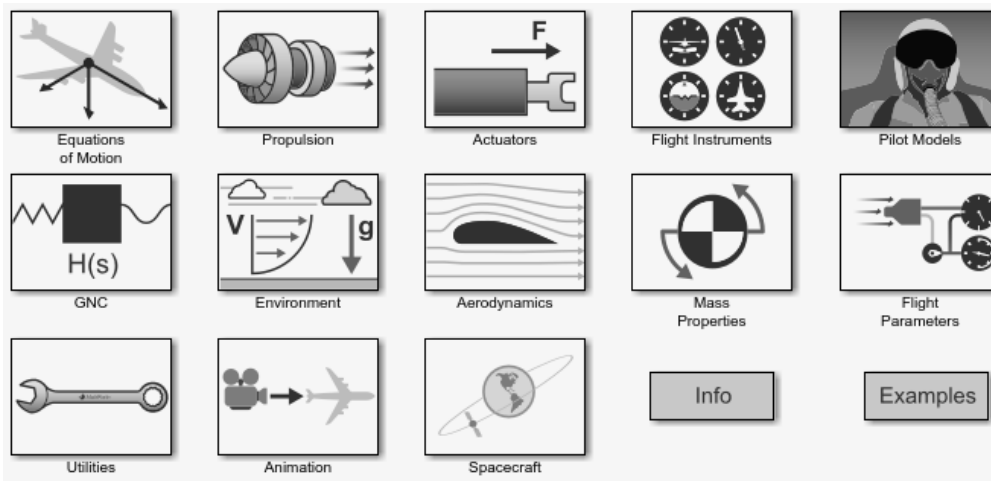 F
Equations
of Motion
Propulsion
Actuators
Flight Instruments
Pilot Models
H(s)
V
g
GNC
Environment
Aerodynamics
Mass
Properties
Flight
Parameters
Info
Examples
Utilities
Animation
Spacecraft